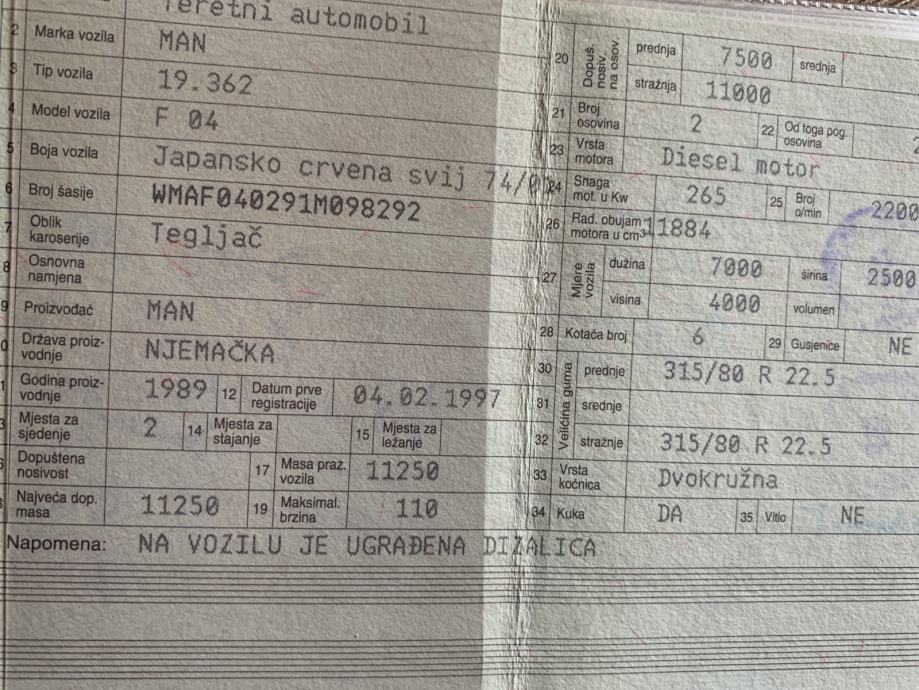 Teretni automobil
2 Marka vozila MAN
3 Tip vozila 19.362
4 Model vozila F 04
5 Boja vozila Japansko crvena svij 74/
6 Broj šasije WMAF040291M098292
7 Oblik karoserije Tegljač
8 Osnovna namjena
9 Proizvođač MAN
0 Država proiz-vodnje NJEMAČKA
1 Godina proiz-vodnje 1989 12 Datum prve registracije 04.02.1997
3 Mjesta za sjedenje 2 14 Mjesta za stajanje 15 Mjesta za ležanje
Dopuštena nosivost 17 Masa praz. vozila 11250
Najveća dop. masa 11250 19 Maksimal. brzina 110
Napomena: NA VOZILU JE UGRAĐENA DIZALICA
20 Dopuš. nosiv. na osov. prednja 7500 srednja
stražnja 11000
21 Broj osovina 2 22 Od toga pog. osovina
23 Vrsta motora Diesel motor
24 Snaga mot. u Kw 265 25 Broj o/min 2200
26 Rad. obujam motora u cm³ 11884
27 Mjere vozila dužina 7000 širina 2500
visina 4000 volumen
28 Kotača broj 6 29 Gusjenice NE
30 Veličina guma prednje 315/80 R 22.5
31 srednje
32 stražnje 315/80 R 22.5
33 Vrsta kočnica Dvokružna
34 Kuka DA 35 Vitlo NE